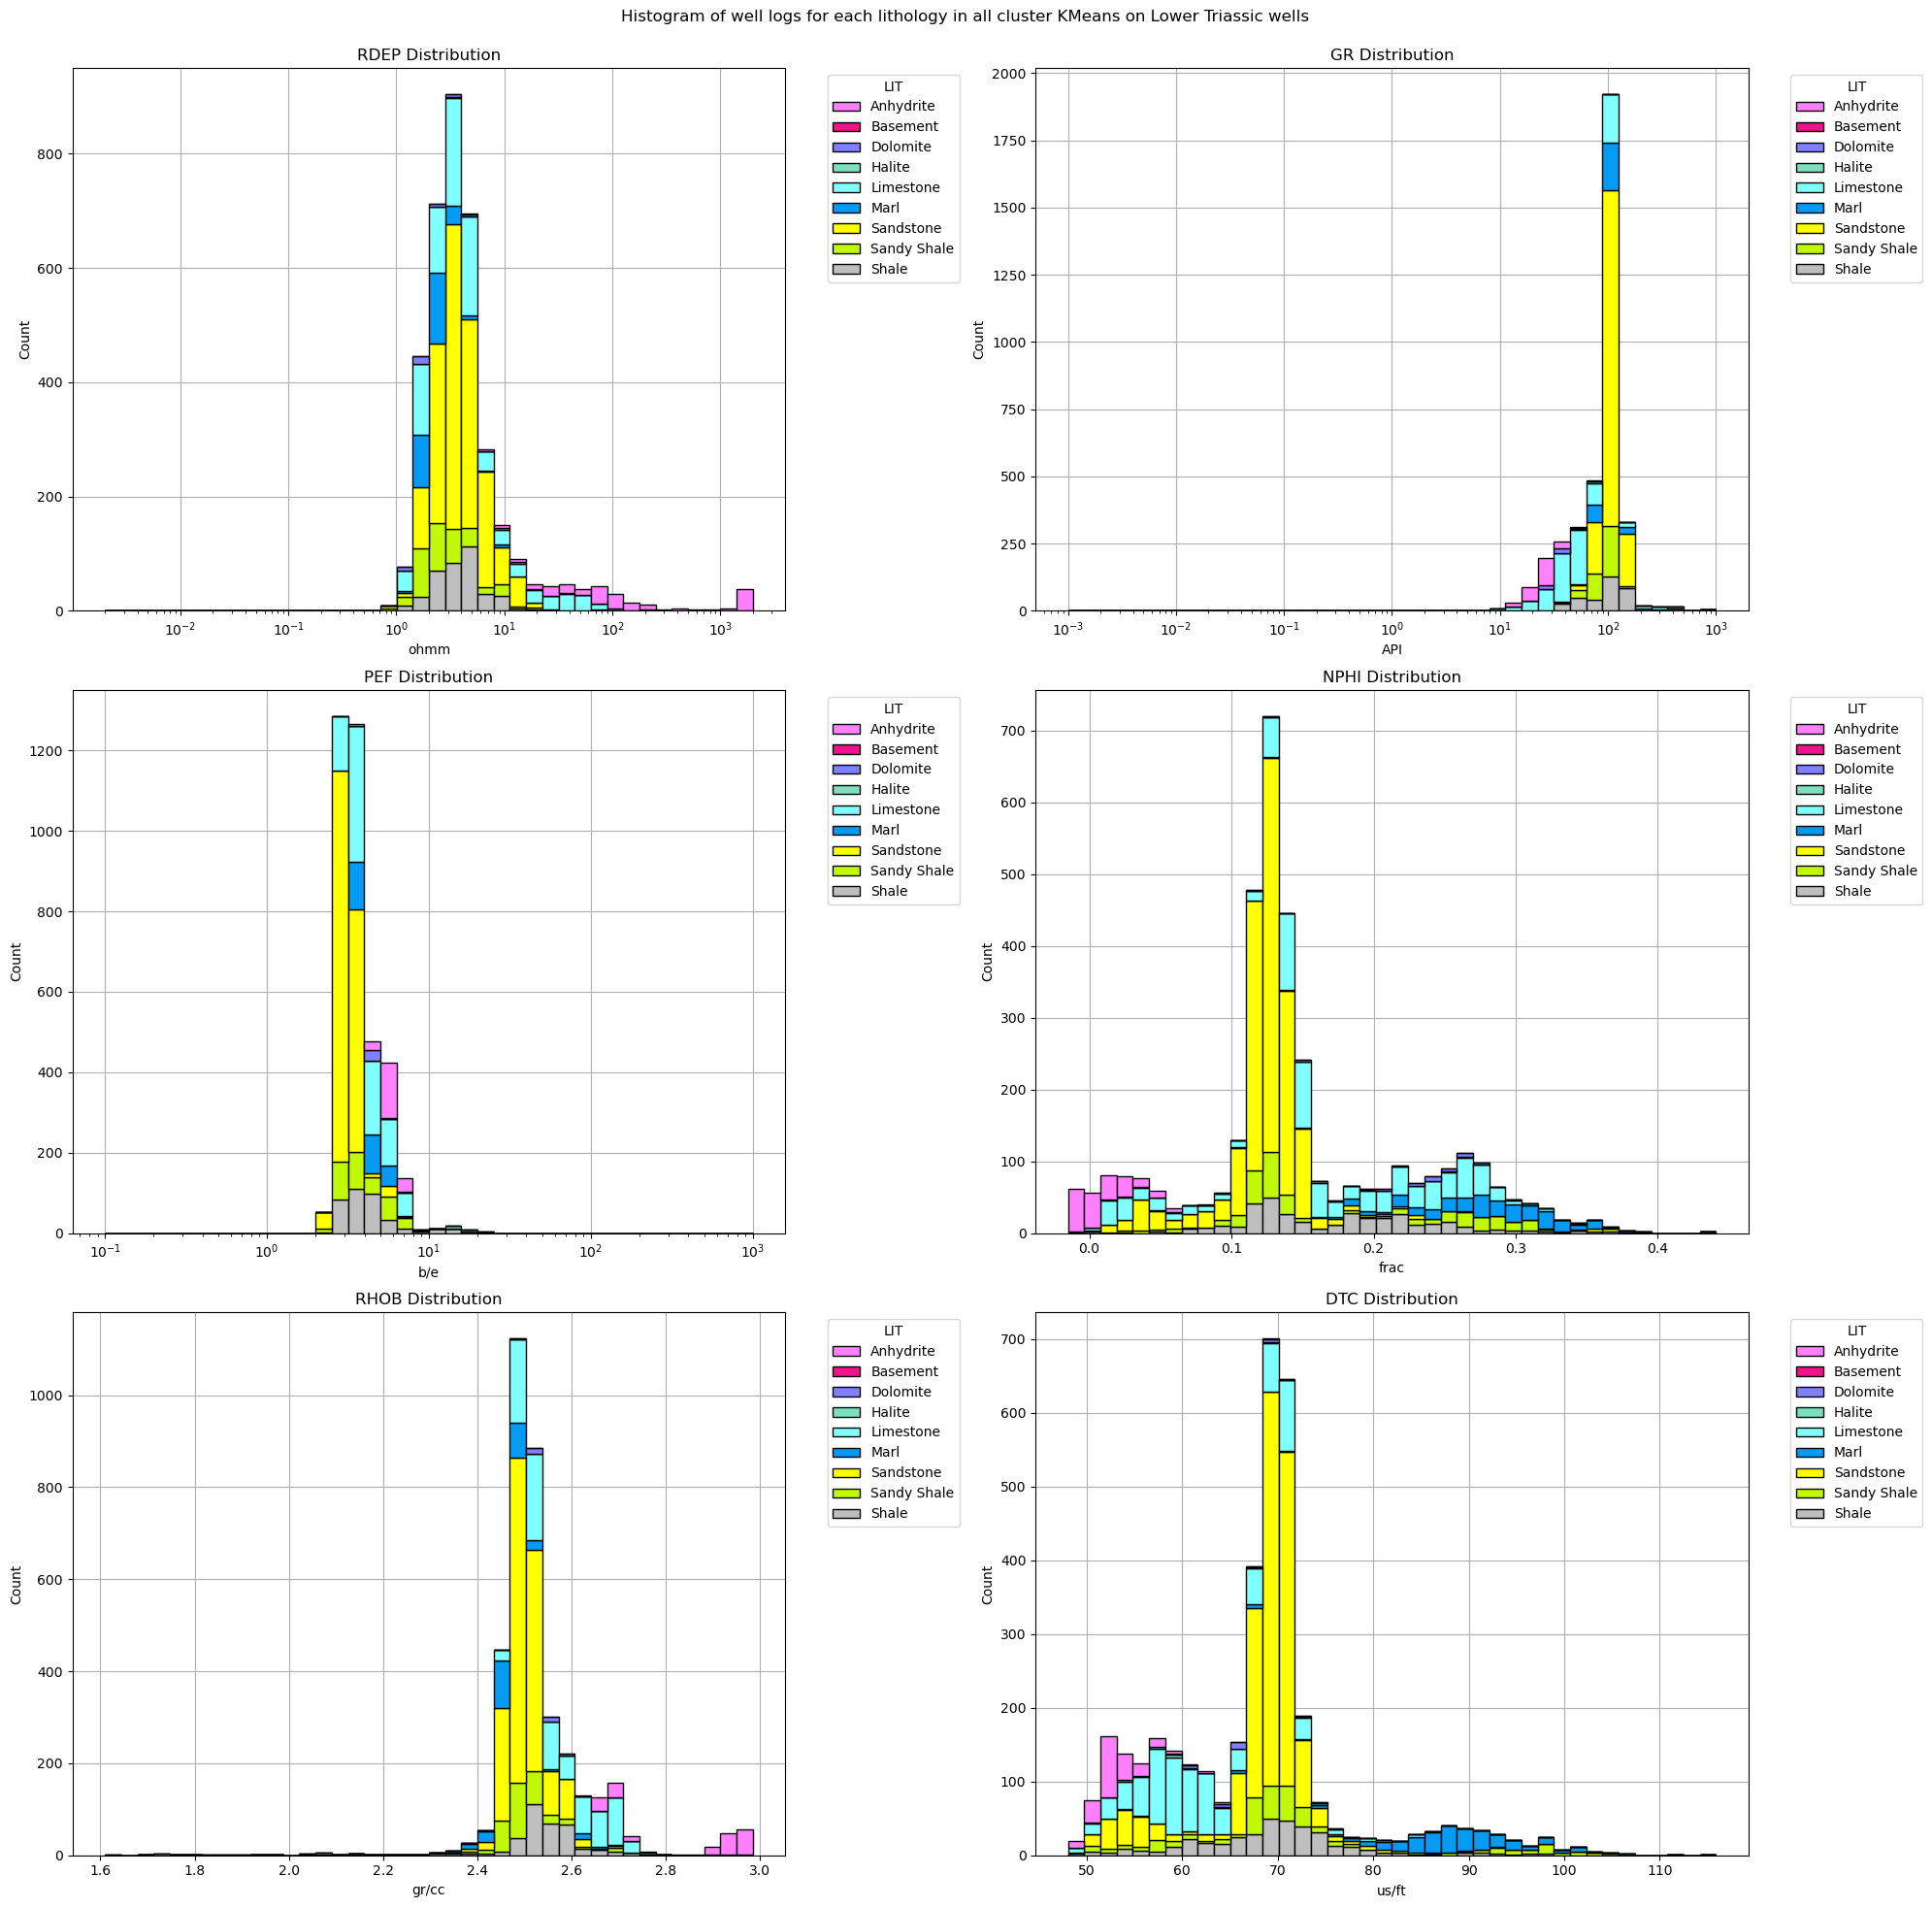 Histogram of well logs for each lithology in all cluster KMeans on Lower Triassic wells
RDEP Distribution
Count
800
600
400
200
0
10⁻²
10⁻¹
10⁰
10¹
10²
10³
ohmm
LIT
Anhydrite
Basement
Dolomite
Halite
Limestone
Marl
Sandstone
Sandy Shale
Shale
GR Distribution
Count
2000
1750
1500
1250
1000
750
500
250
0
10⁻³
10⁻²
10⁻¹
10⁰
10¹
10²
10³
API
LIT
Anhydrite
Basement
Dolomite
Halite
Limestone
Marl
Sandstone
Sandy Shale
Shale
PEF Distribution
Count
1200
1000
800
600
400
200
0
10⁻¹
10⁰
10¹
10²
10³
b/e
LIT
Anhydrite
Basement
Dolomite
Halite
Limestone
Marl
Sandstone
Sandy Shale
Shale
NPHI Distribution
Count
700
600
500
400
300
200
100
0
0.0
0.1
0.2
0.3
0.4
frac
LIT
Anhydrite
Basement
Dolomite
Halite
Limestone
Marl
Sandstone
Sandy Shale
Shale
RHOB Distribution
Count
1000
800
600
400
200
0
1.6
1.8
2.0
2.2
2.4
2.6
2.8
3.0
gr/cc
LIT
Anhydrite
Basement
Dolomite
Halite
Limestone
Marl
Sandstone
Sandy Shale
Shale
DTC Distribution
Count
700
600
500
400
300
200
100
0
50
60
70
80
90
100
110
us/ft
LIT
Anhydrite
Basement
Dolomite
Halite
Limestone
Marl
Sandstone
Sandy Shale
Shale